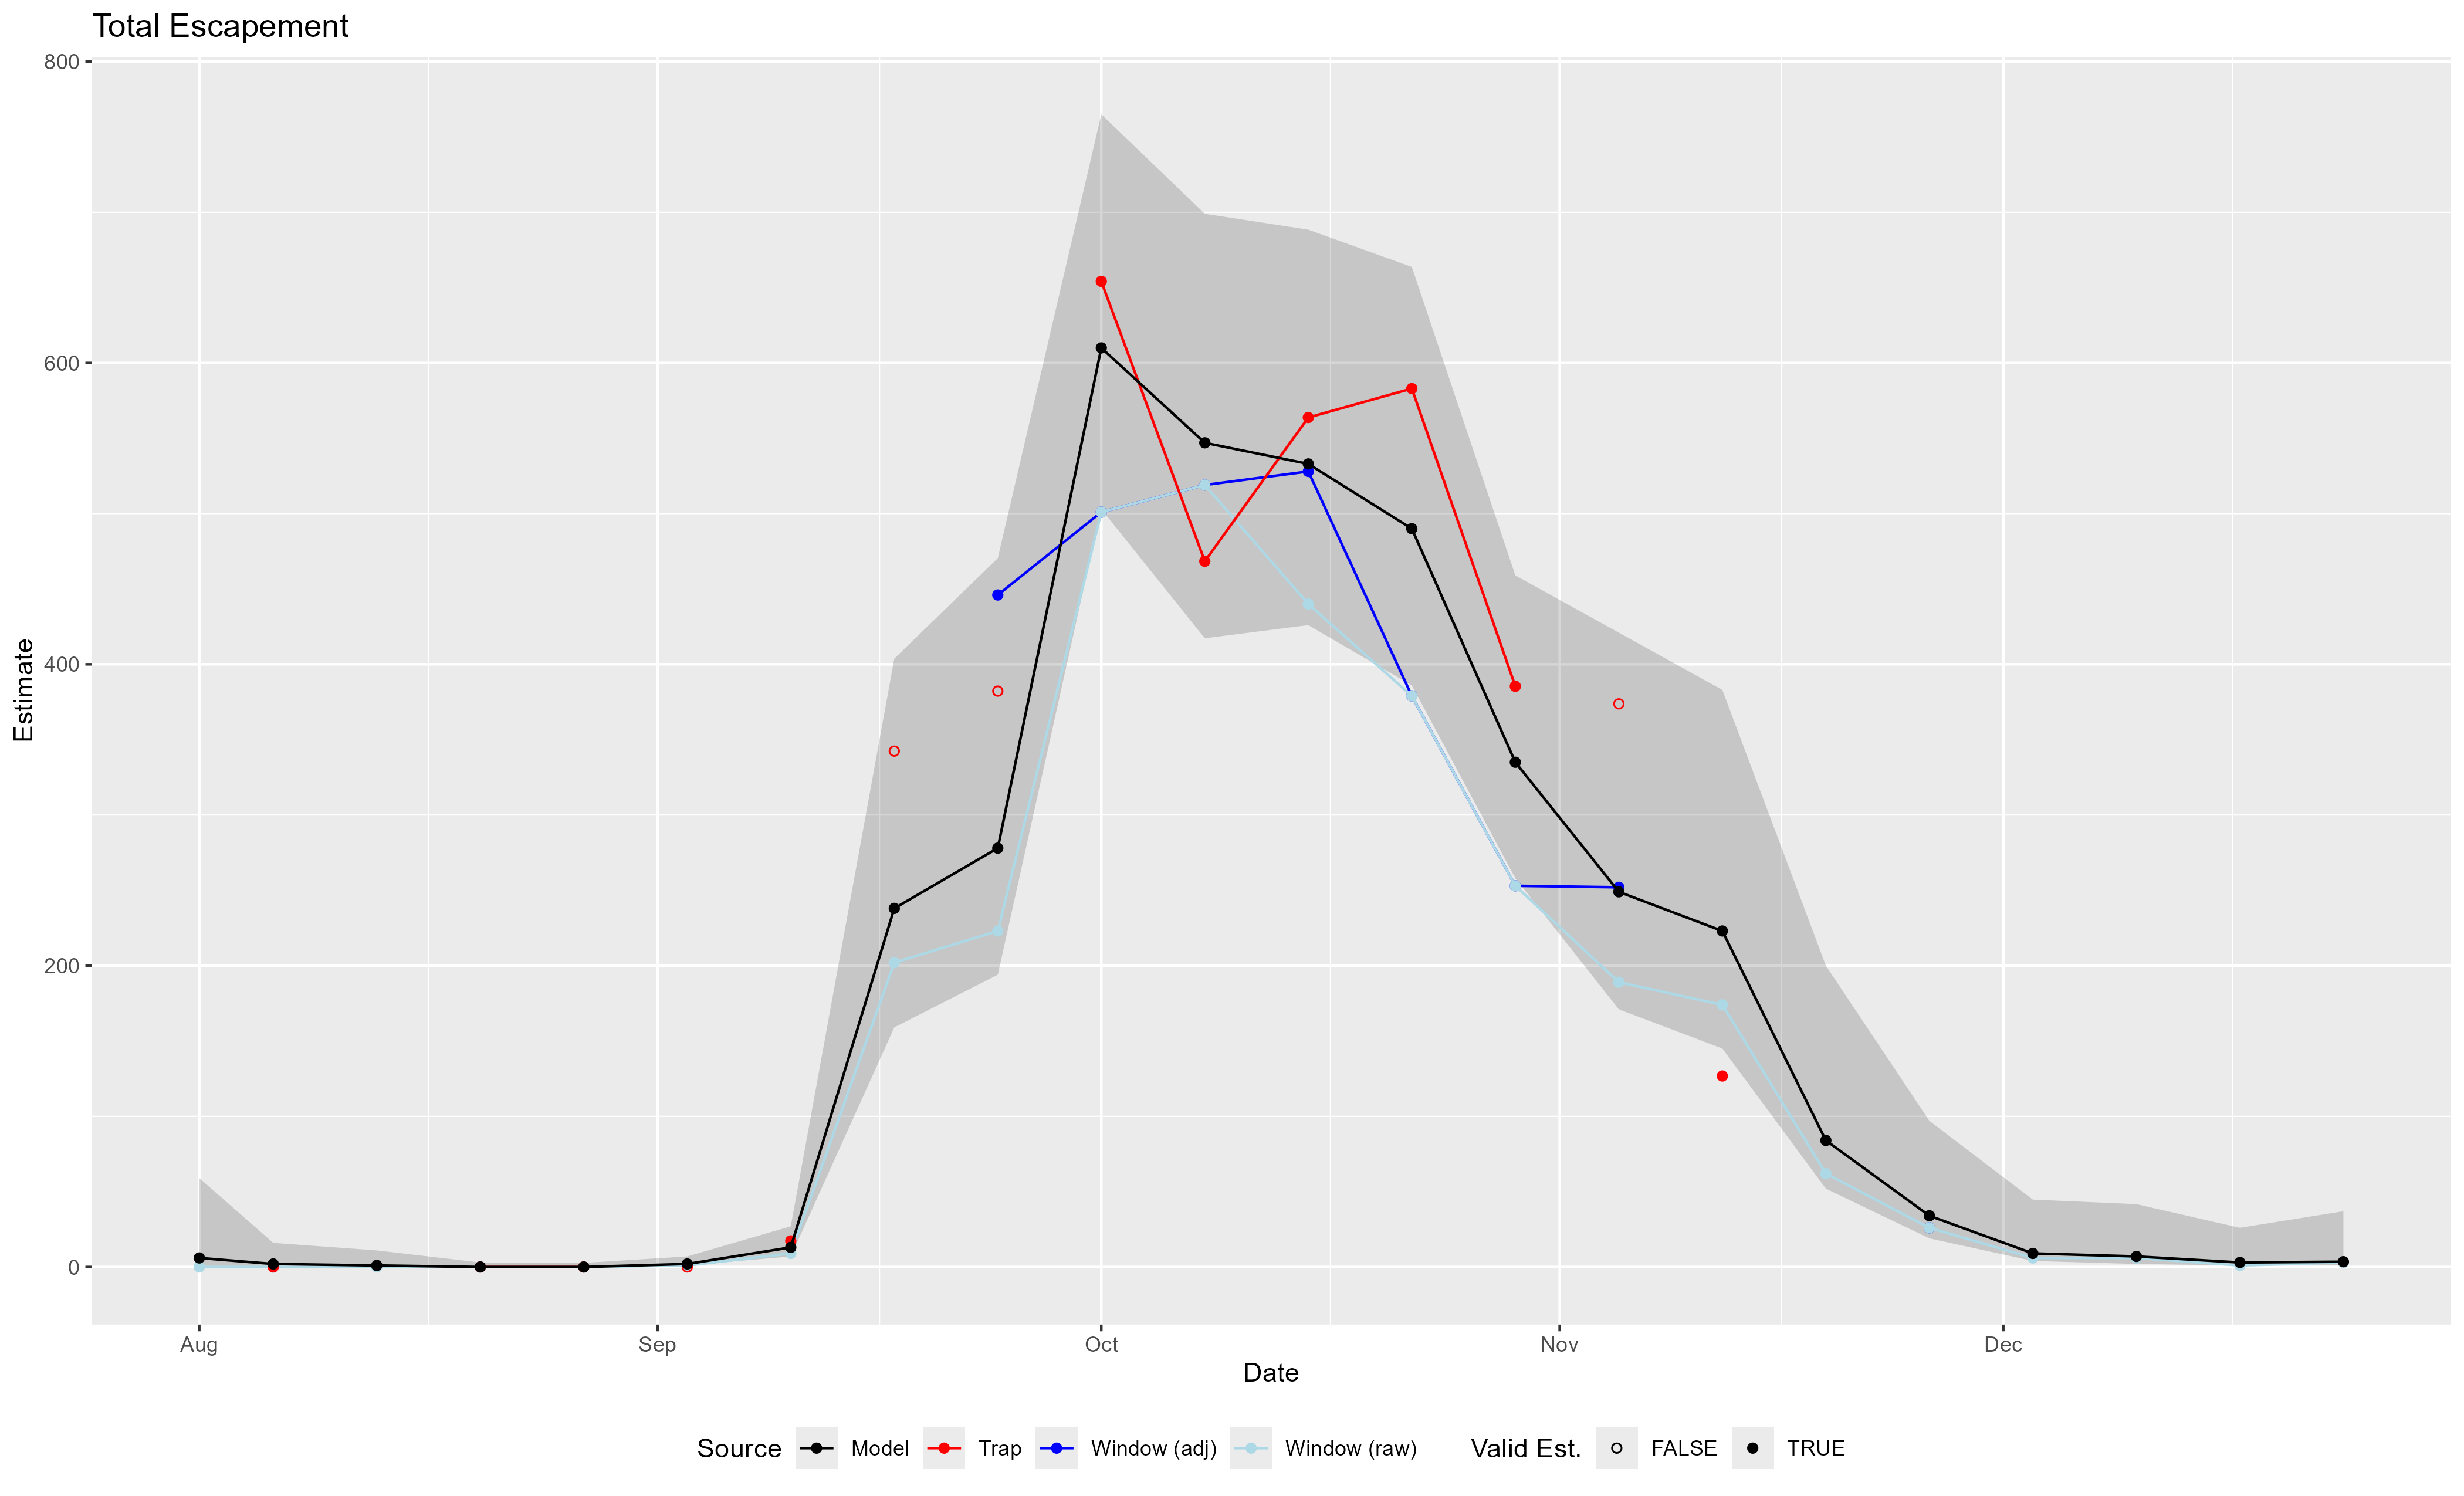 Total Escapement
800
600
400
200
0
Estimate
Aug Sep Oct Nov Dec
Date
Source Model Trap Window (adj) Window (raw) Valid Est. FALSE TRUE